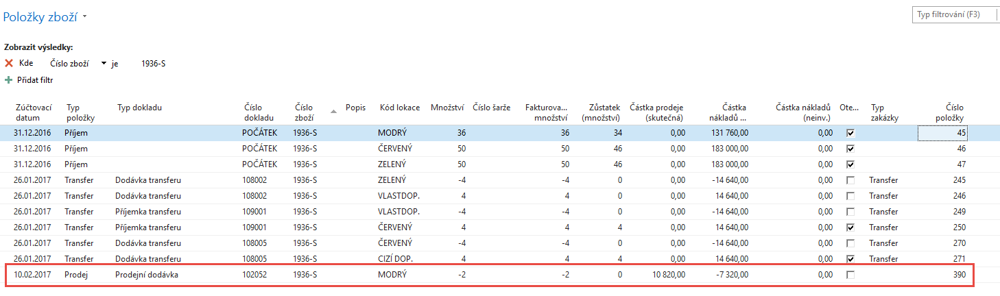 Položky zboží
Typ filtrování (F3)
Zobrazit výsledky:
Kde Číslo zboží je 1936-S
Přidat filtr
Zúčtovací Typ Typ dokladu Číslo Číslo Popis Kód lokace Množství Číslo šarže Fakturova... Zůstatek Částka prodeje Částka Částka nákladů Ote... Typ Číslo
datum položky dokladu zboží množství (množství) (skutečná) nákladů ... (neinv.) zakázky položky
31.12.2016 Příjem POČÁTEK 1936-S MODRÝ 36 36 34 0,00 131 760,00 0,00 45
31.12.2016 Příjem POČÁTEK 1936-S ČERVENÝ 50 50 46 0,00 183 000,00 0,00 46
31.12.2016 Příjem POČÁTEK 1936-S ZELENÝ 50 50 46 0,00 183 000,00 0,00 47
26.01.2017 Transfer Dodávka transferu 108002 1936-S ZELENÝ -4 -4 0 0,00 -14 640,00 0,00 Transfer 245
26.01.2017 Transfer Dodávka transferu 108002 1936-S VLASTDOP. 4 4 0 0,00 14 640,00 0,00 Transfer 246
26.01.2017 Transfer Příjemka transferu 109001 1936-S VLASTDOP. -4 -4 0 0,00 -14 640,00 0,00 Transfer 249
26.01.2017 Transfer Příjemka transferu 109001 1936-S ČERVENÝ 4 4 4 0,00 14 640,00 0,00 Transfer 250
26.01.2017 Transfer Dodávka transferu 108005 1936-S ČERVENÝ -4 -4 0 0,00 -14 640,00 0,00 Transfer 270
26.01.2017 Transfer Dodávka transferu 108005 1936-S CIZÍ DOP. 4 4 4 0,00 14 640,00 0,00 Transfer 271
10.02.2017 Prodej Prodejní dodávka 102052 1936-S MODRÝ -2 -2 0 10 820,00 -7 320,00 0,00 390